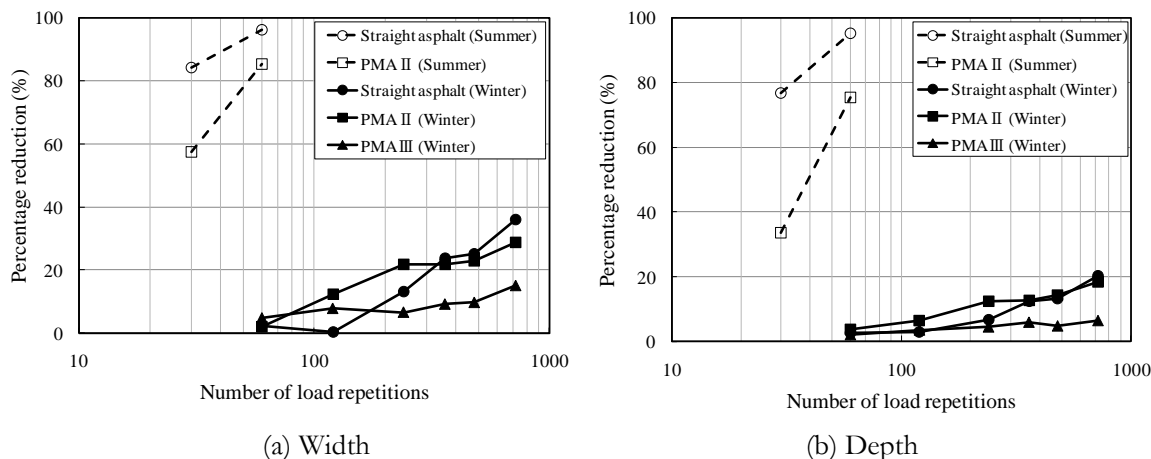 Percentage reduction (%)
100
80
60
40
20
0
Straight asphalt (Summer)
PMA II (Summer)
Straight asphalt (Winter)
PMA II (Winter)
PMA III (Winter)
10
100
1000
Number of load repetitions
(a) Width
Percentage reduction (%)
100
80
60
40
20
0
Straight asphalt (Summer)
PMA II (Summer)
Straight asphalt (Winter)
PMA II (Winter)
PMA III (Winter)
10
100
1000
Number of load repetitions
(b) Depth